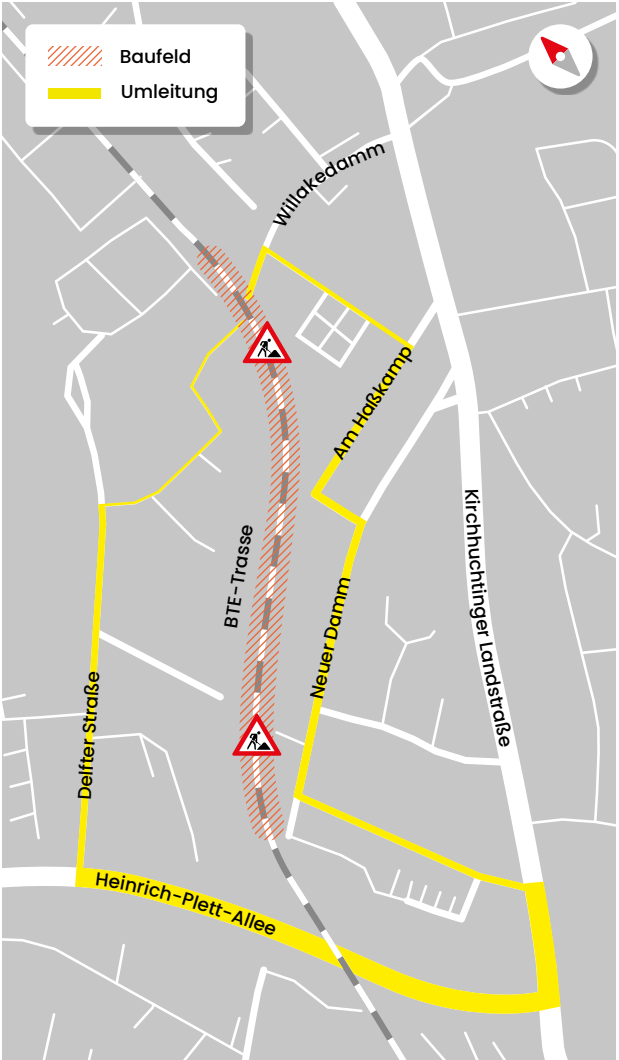 Baufeld
Umleitung
Willakedamm
Am Haßkamp
Kirchhuchtinger Landstraße
BTE-Trasse
Neuer Damm
Delfter Straße
Heinrich-Plett-Allee